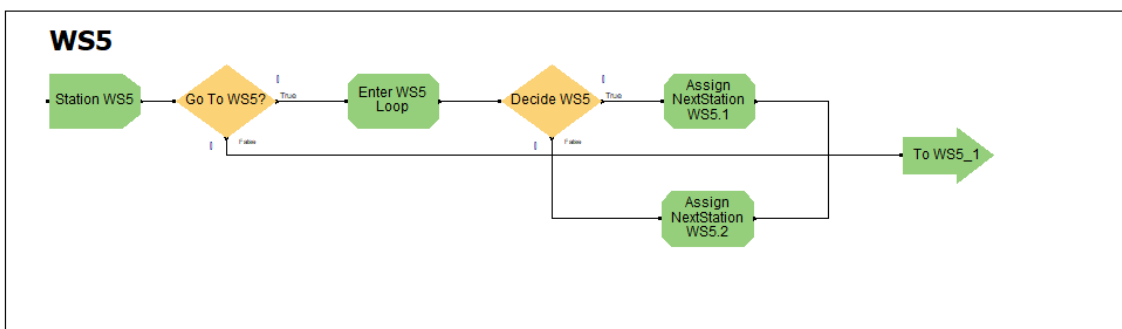 WS5
Station WS5
Go To WS5?
True
False
Enter WS5
Loop
Decide WS5
True
False
Assign
NextStation
WS5.1
Assign
NextStation
WS5.2
To WS5_1